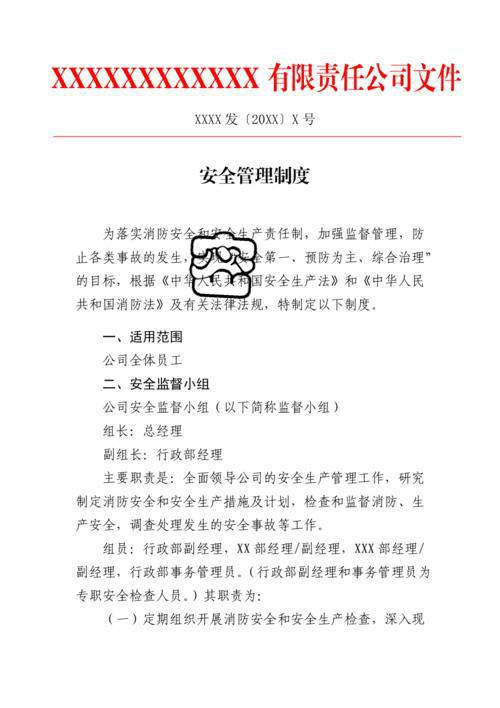 XXXXXXXXXXXX 有限责任公司文件
XXXX 发〔20XX〕X 号
安全管理制度
为落实消防安全和安全生产责任制，加强监督管理，防
止各类事故的发生，实现“安全第一、预防为主、综合治理”
的目标，根据《中华人民共和国安全生产法》和《中华人民
共和国消防法》及有关法律法规，特制定以下制度。
一、适用范围
公司全体员工
二、安全监督小组
公司安全监督小组（以下简称监督小组）
组长：总经理
副组长：行政部经理
主要职责是：全面领导公司的安全生产管理工作，研究
制定消防安全和安全生产措施及计划，检查和监督消防、生
产安全，调查处理发生的安全事故等工作。
组员：行政部副经理，XX 部经理/副经理，XXX 部经理/
副经理，行政部事务管理员。（行政部副经理和事务管理员为
专职安全检查人员。）其职责为：
（一）定期组织开展消防安全和安全生产检查，深入现